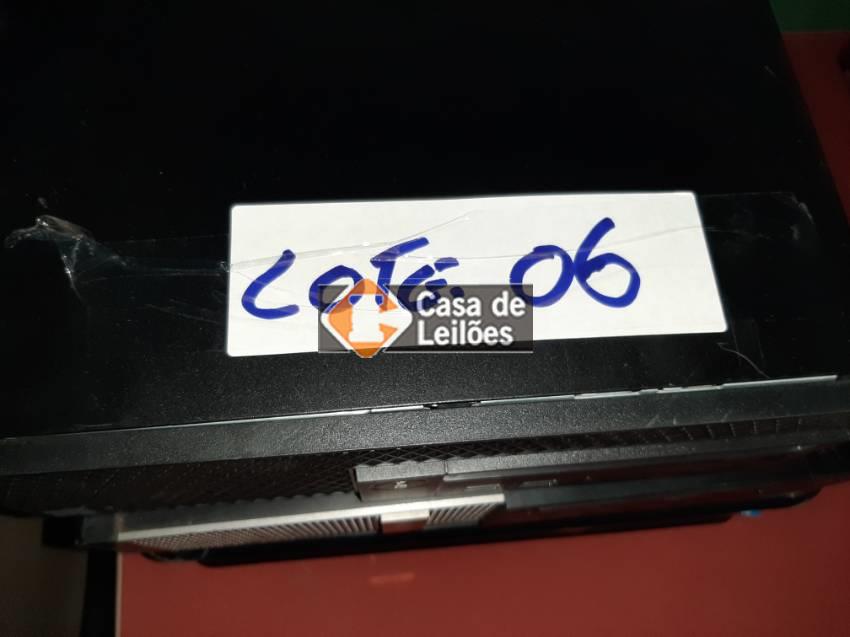 LOTE. 06
Casa de
Leilões